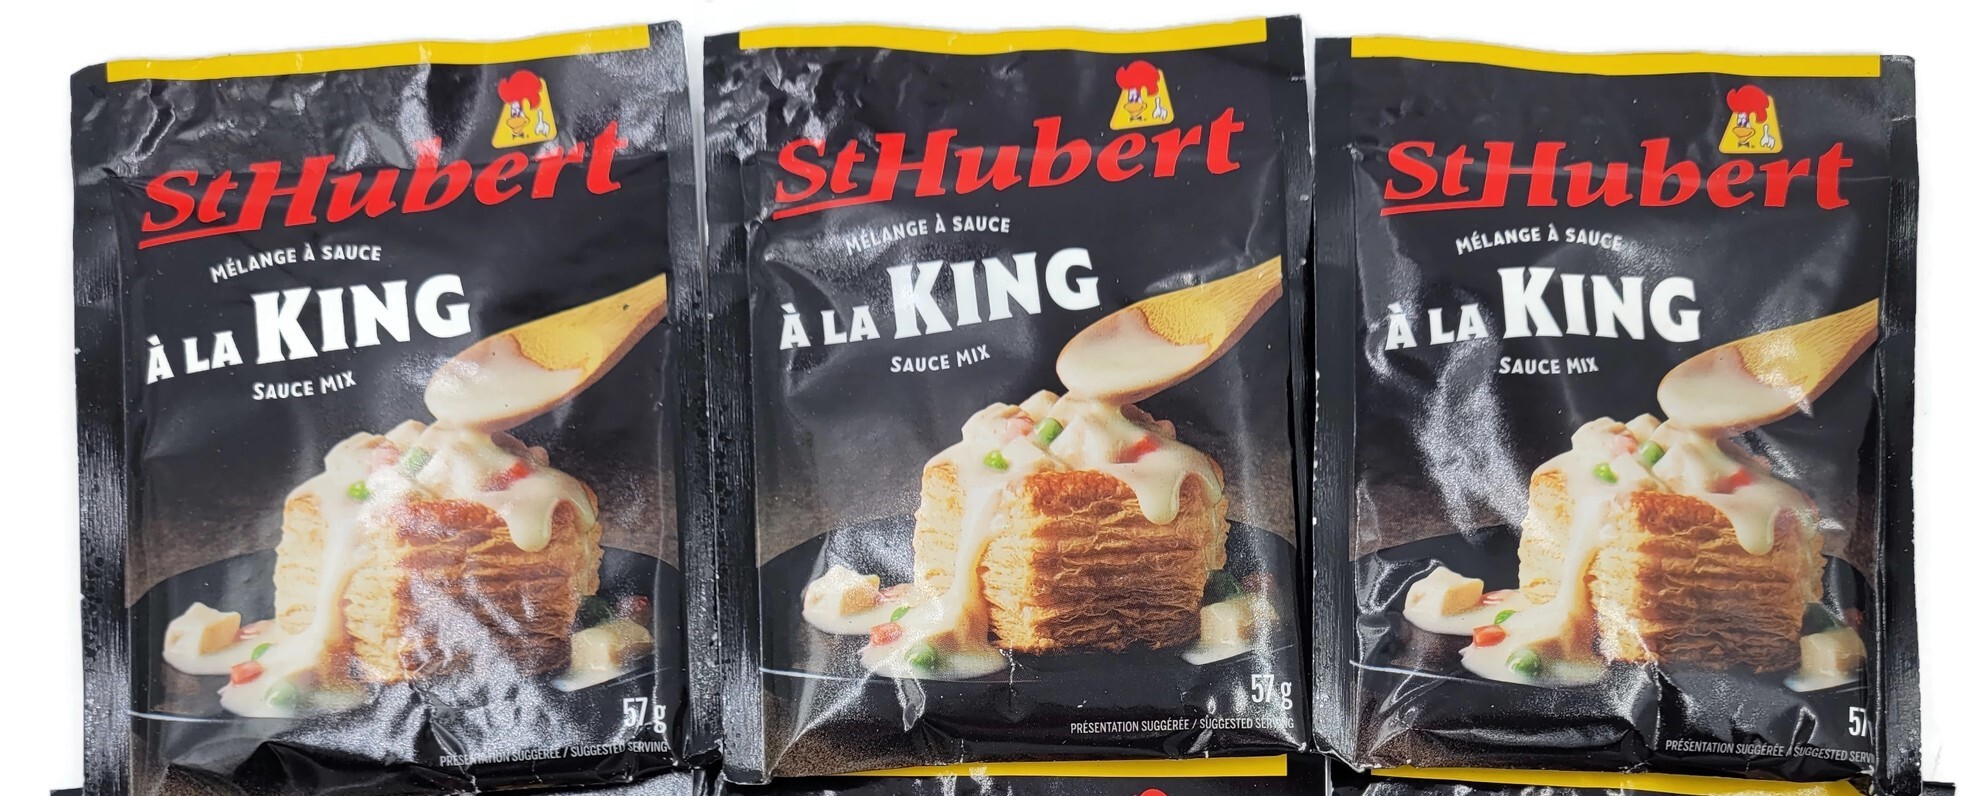 StHubert
MÉLANGE À SAUCE
À LA KING
SAUCE MIX
57 g
PRÉSENTATION SUGGÉRÉE / SUGGESTED SERVING
StHubert
MÉLANGE À SAUCE
À LA KING
SAUCE MIX
57 g
PRÉSENTATION SUGGÉRÉE / SUGGESTED SERVING
StHubert
MÉLANGE À SAUCE
À LA KING
SAUCE MIX
57
PRÉSENTATION SUGGÉRÉE / SUGGESTED